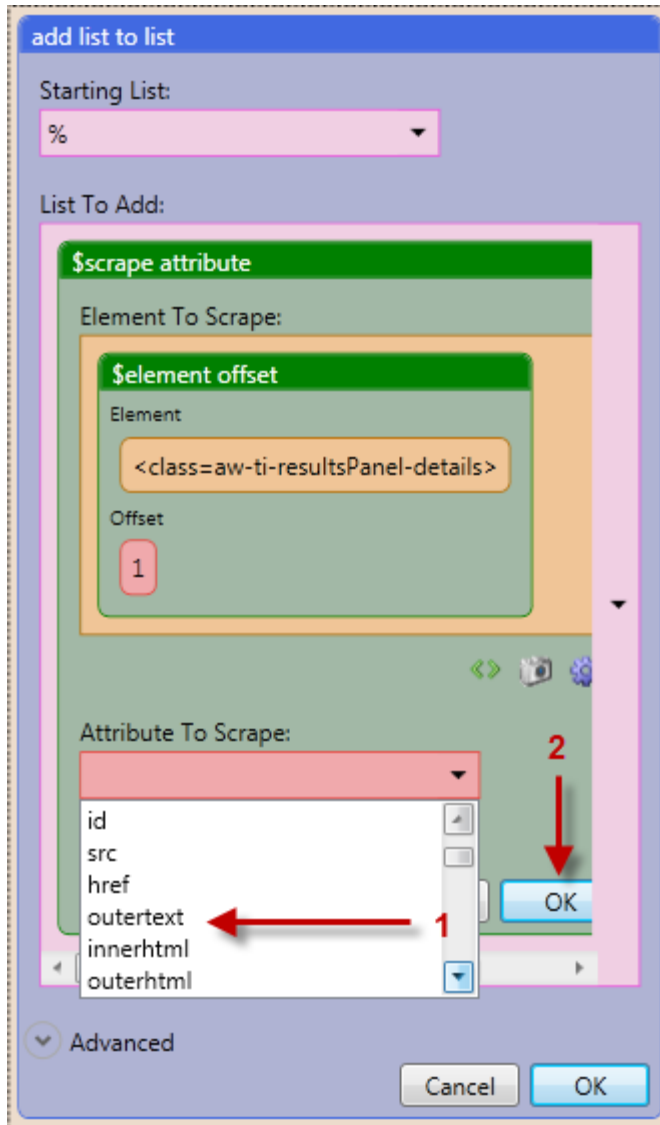 add list to list
Starting List:
%
List To Add:
$scrape attribute
Element To Scrape:
$element offset
Element
<class=aw-ti-resultsPanel-details>
Offset
1
<>
Attribute To Scrape:
2
id
src
href
outertext
1
OK
innerhtml
outerhtml
Advanced
Cancel
OK